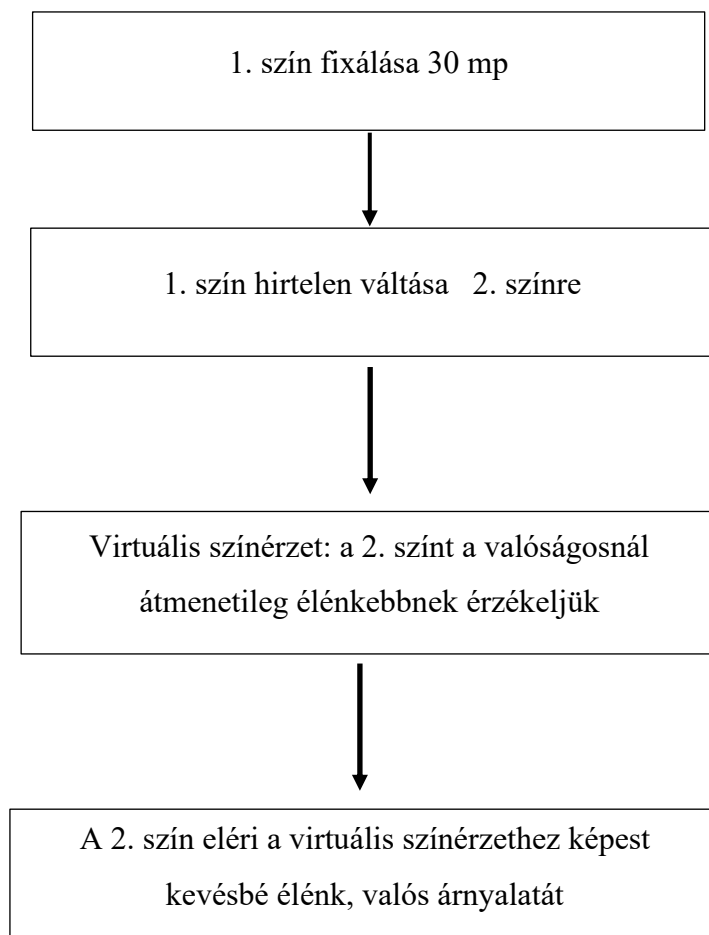 1. szín fixálása 30 mp
1. szín hirtelen váltása 2. színre
Virtuális színérzet: a 2. színt a valóságosnál
átmenetileg élénkebbnek érzékeljük
A 2. szín eléri a virtuális színérzethez képest
kevésbé élénk, valós árnyalatát